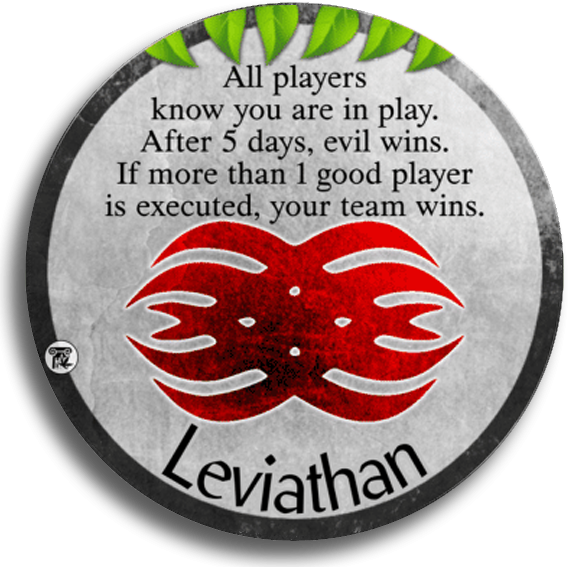 All players
know you are in play.
After 5 days, evil wins.
If more than 1 good player
is executed, your team wins.
Leviathan